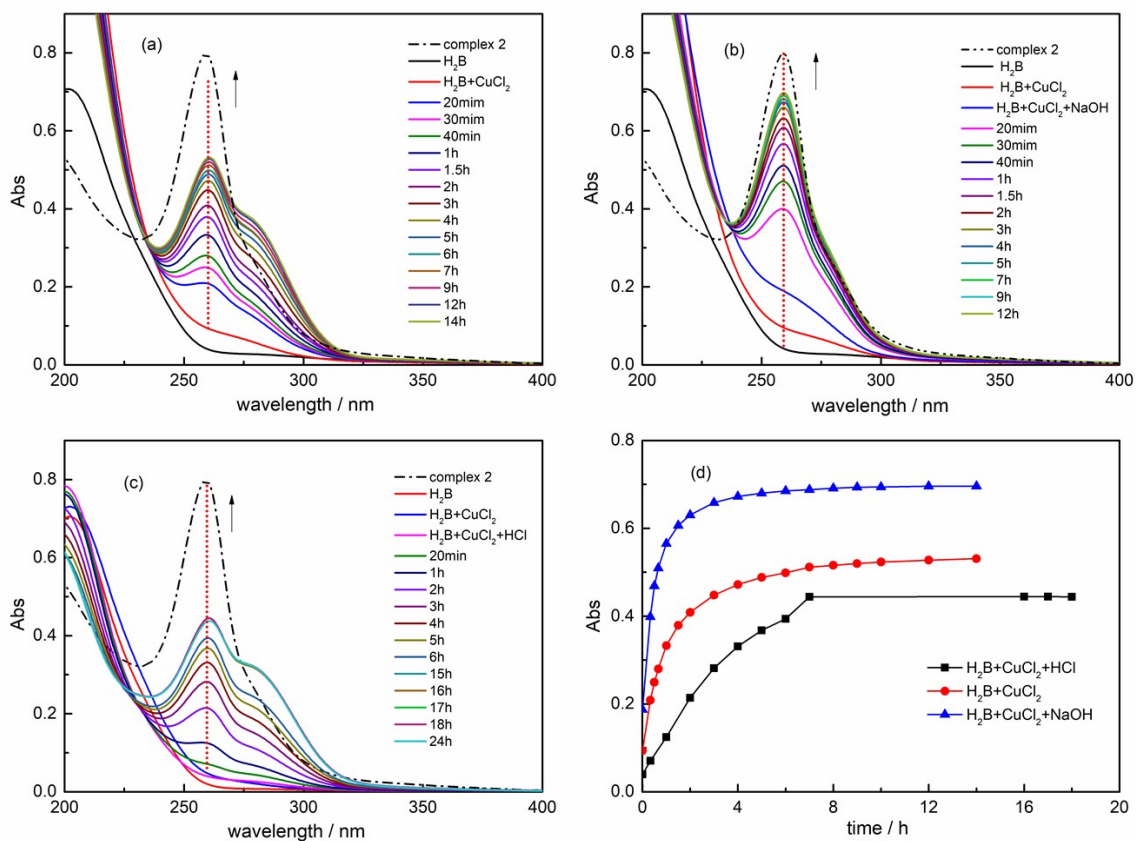 (a)
0.8
0.6
0.4
0.2
0.0
Abs
200
250
300
350
400
wavelength / nm
complex 2
H₂B
H₂B+CuCl₂
20mim
30mim
40min
1h
1.5h
2h
3h
4h
5h
6h
7h
9h
12h
14h
(b)
0.8
0.6
0.4
0.2
0.0
Abs
200
250
300
350
400
wavelength / nm
complex 2
H₂B
H₂B+CuCl₂
H₂B+CuCl₂+NaOH
20mim
30mim
40min
1h
1.5h
2h
3h
4h
5h
7h
9h
12h
(c)
0.8
0.6
0.4
0.2
0.0
Abs
200
250
300
350
400
wavelength / nm
complex 2
H₂B
H₂B+CuCl₂
H₂B+CuCl₂+HCl
20min
1h
2h
3h
4h
5h
6h
15h
16h
17h
18h
24h
(d)
0.8
0.6
0.4
0.2
0.0
Abs
0
4
8
12
16
20
time / h
H₂B+CuCl₂+HCl
H₂B+CuCl₂
H₂B+CuCl₂+NaOH